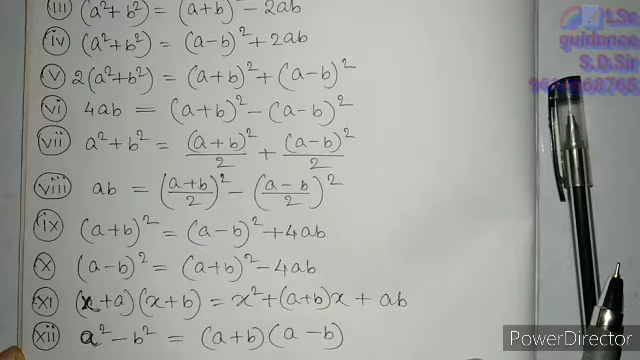 iii (a²+b²) = (a+b)² - 2ab
iv (a²+b²) = (a-b)² + 2ab
v 2(a²+b²) = (a+b)² + (a-b)²
vi 4ab = (a+b)² - (a-b)²
vii a² + b² = (a+b)²/2 + (a-b)²/2
viii ab = ((a+b)/2)² - ((a-b)/2)²
ix (a+b)² = (a-b)² + 4ab
x (a-b)² = (a+b)² - 4ab
xi (x+a)(x+b) = x² + (a+b)x + ab
xii a² - b² = (a+b)(a-b)
guidance
S.D.Sir
PowerDirector